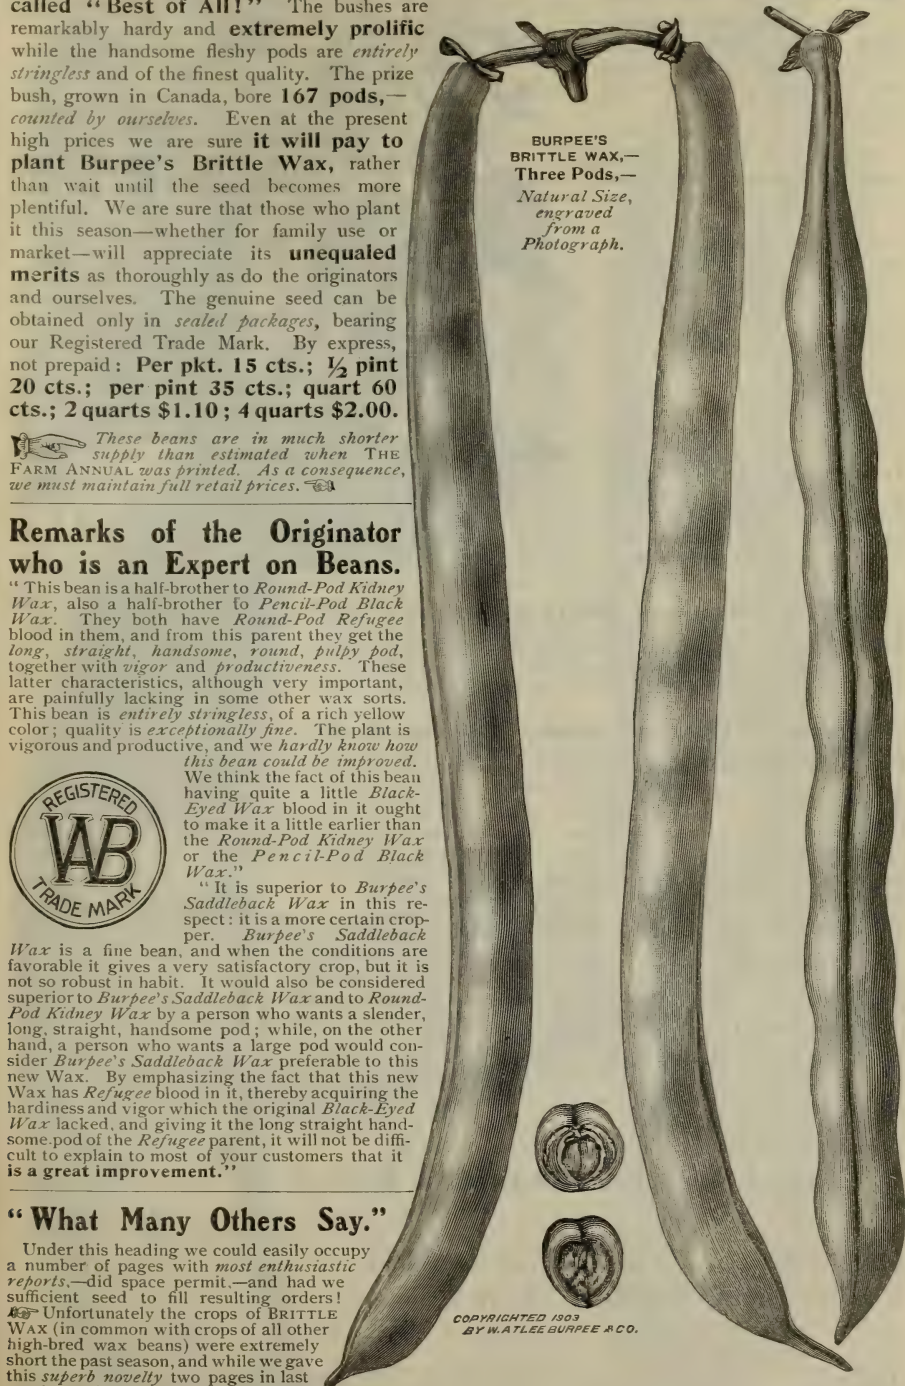 called "Best of All!" The bushes are
remarkably hardy and extremely prolific
while the handsome fleshy pods are entirely
stringless and of the finest quality. The prize
bush, grown in Canada, bore 167 pods,—
counted by ourselves. Even at the present
high prices we are sure it will pay to
plant Burpee's Brittle Wax, rather
than wait until the seed becomes more
plentiful. We are sure that those who plant
it this season—whether for family use or
market—will appreciate its unequaled
merits as thoroughly as do the originators
and ourselves. The genuine seed can be
obtained only in sealed packages, bearing
our Registered Trade Mark. By express,
not prepaid: Per pkt. 15 cts.; ½ pint
20 cts.; per pint 35 cts.; quart 60
cts.; 2 quarts $1.10; 4 quarts $2.00.
These beans are in much shorter
supply than estimated when THE
FARM ANNUAL was printed. As a consequence,
we must maintain full retail prices.
Remarks of the Originator
who is an Expert on Beans.
"This bean is a half-brother to Round-Pod Kidney
Wax, also a half-brother to Pencil-Pod Black
Wax. They both have Round-Pod Refugee
blood in them, and from this parent they get the
long, straight, handsome, round, pulpy pod,
together with vigor and productiveness. These
latter characteristics, although very important,
are painfully lacking in some other wax sorts.
This bean is entirely stringless, of a rich yellow
color; quality is exceptionally fine. The plant is
vigorous and productive, and we hardly know how
this bean could be improved.
We think the fact of this bean
having quite a little Black-
Eyed Wax blood in it ought
to make it a little earlier than
the Round-Pod Kidney Wax
or the Pencil-Pod Black
Wax."
"It is superior to Burpee's
Saddleback Wax in this re-
spect: it is a more certain crop-
per. Burpee's Saddleback
Wax is a fine bean, and when the conditions are
favorable it gives a very satisfactory crop, but it is
not so robust in habit. It would also be considered
superior to Burpee's Saddleback Wax and to Round-
Pod Kidney Wax by a person who wants a slender,
long, straight, handsome pod; while, on the other
hand, a person who wants a large pod would con-
sider Burpee's Saddleback Wax preferable to this
new Wax. By emphasizing the fact that this new
Wax has Refugee blood in it, thereby acquiring the
hardiness and vigor which the original Black-Eyed
Wax lacked, and giving it the long straight hand-
some.pod of the Refugee parent, it will not be diffi-
cult to explain to most of your customers that it
is a great improvement."
REGISTERED
WAB
TRADE MARK
"What Many Others Say."
Under this heading we could easily occupy
a number of pages with most enthusiastic
reports,—did space permit,—and had we
sufficient seed to fill resulting orders!
Unfortunately the crops of BRITTLE
WAX (in common with crops of all other
high-bred wax beans) were extremely
short the past season, and while we gave
this superb novelty two pages in last
BURPEE'S
BRITTLE WAX,—
Three Pods,—
Natural Size,
engraved
from a
Photograph.
COPYRIGHTED 1903
BY W. ATLEE BURPEE & CO.